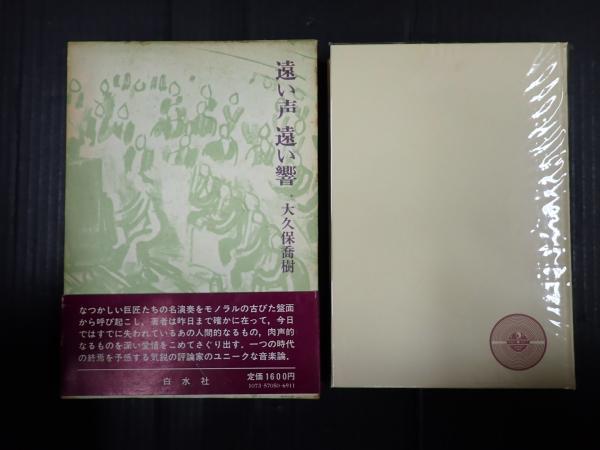 遠い声 遠い響
大久保喬樹
なつかしい巨匠たちの名演奏をモノラルの古びた盤面
から呼び起こし、著者は昨日まで確かに在って、今日
ではすでに失われているあの人間的なるもの、肉声的
なるものを深い愛情をこめてさぐり出す。一つの時代
の終焉を予感する気鋭の評論家のユニークな音楽論。
定価1600円
白水社
1073-57050-6911